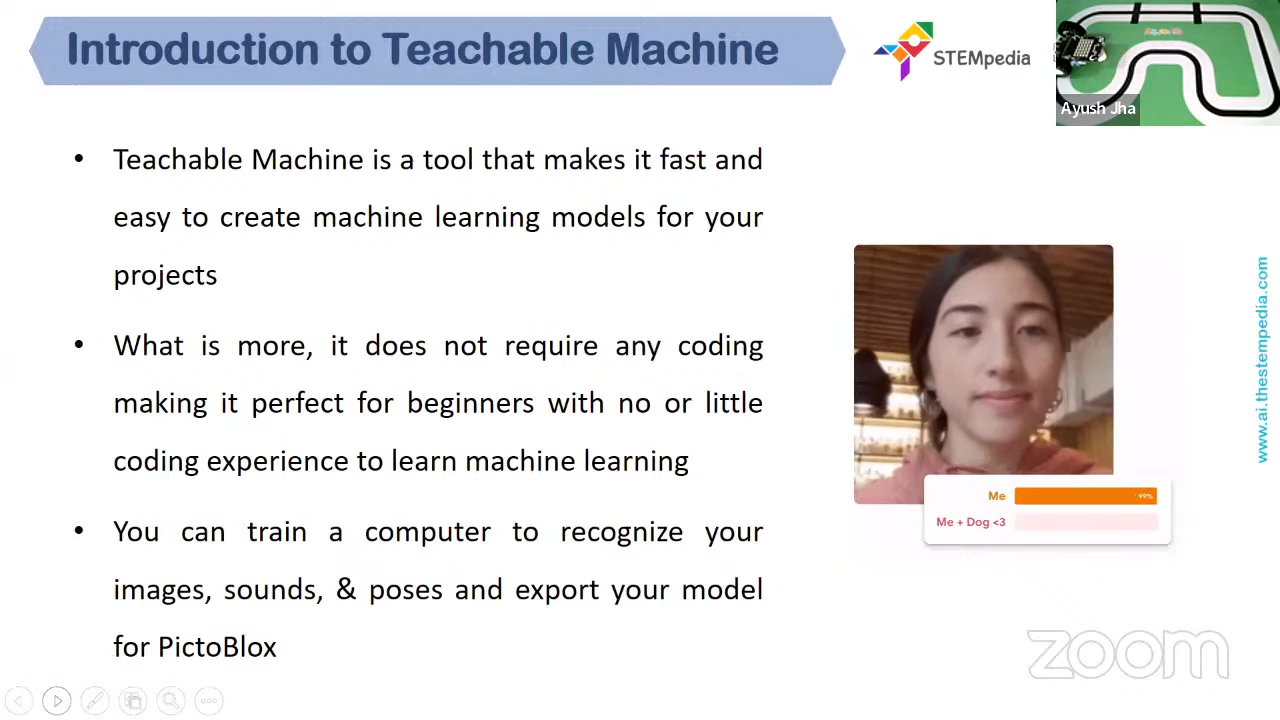 Introduction to Teachable Machine
STEMpedia
Ayush Jha
• Teachable Machine is a tool that makes it fast and
easy to create machine learning models for your
projects
• What is more, it does not require any coding
making it perfect for beginners with no or little
coding experience to learn machine learning
• You can train a computer to recognize your
images, sounds, & poses and export your model
for PictoBlox
Me 99%
Me + Dog <3
www.ai.thestempedia.com
zoom